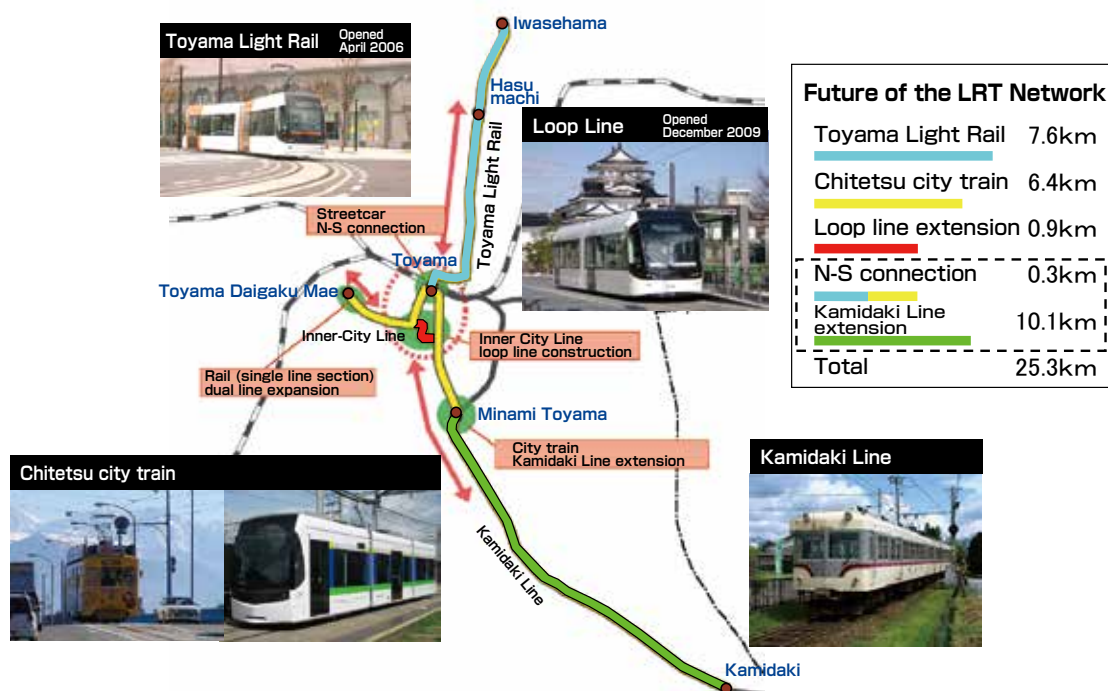 Iwasehama
Toyama Light Rail
Opened
April 2006
Hasu
machi
Loop Line
Opened
December 2009
Toyama Light Rail
Streetcar
N-S connection
Toyama
Toyama Daigaku Mae
Inner-City Line
Inner City Line
loop line construction
Rail (single line section)
dual line expansion
Minami Toyama
City train
Kamidaki Line extension
Chitetsu city train
Kamidaki Line
Kamidaki Line
Kamidaki
Future of the LRT Network
Toyama Light Rail 7.6km
Chitetsu city train 6.4km
Loop line extension 0.9km
N-S connection 0.3km
Kamidaki Line
extension 10.1km
Total 25.3km